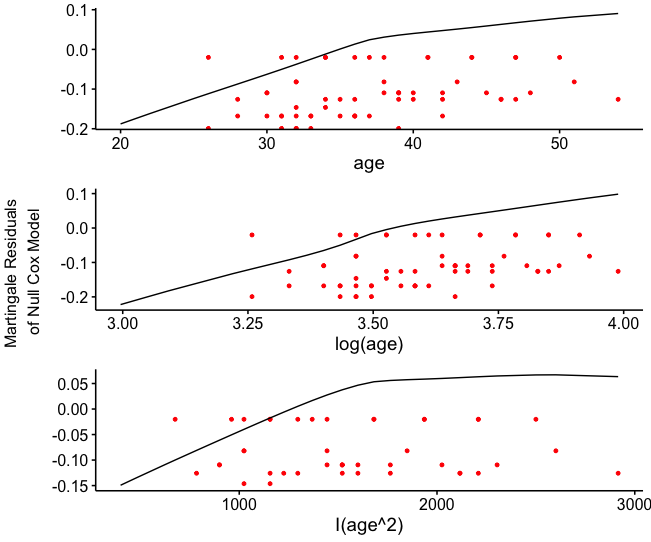 Martingale Residuals
of Null Cox Model
0.1
0.0
-0.1
-0.2
20 30 40 50
age
0.1
0.0
-0.1
-0.2
3.00 3.25 3.50 3.75 4.00
log(age)
0.05
0.00
-0.05
-0.10
-0.15
1000 2000 3000
I(age^2)